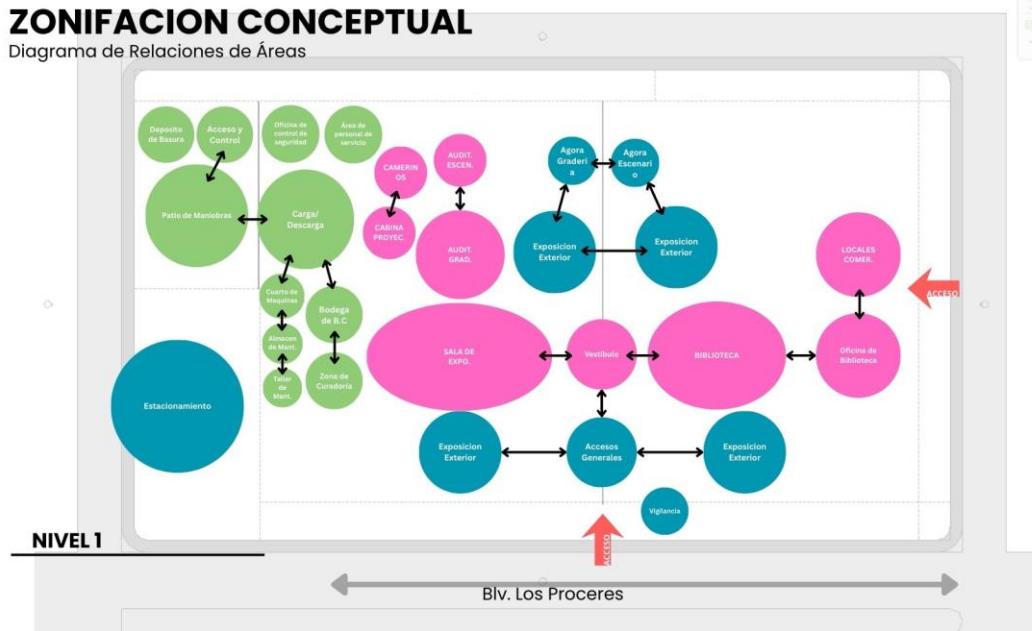 ZONIFACION CONCEPTUAL
Diagrama de Relaciones de Áreas
Deposito
de Basura
Acceso y
Control
Oficina de
control de
seguridad
Área de
personal de
servicio
Patio de Maniobras
Carga/
Descarga
CAMERIN
OS
CABINA
PROYEC.
AUDIT.
ESCEN.
AUDIT.
GRAD.
Agora
Graderi
a
Agora
Escenari
o
Exposicion
Exterior
Exposicion
Exterior
LOCALES
COMER.
ACCESO
Cuarto de
Maquinas
Bodega
de B.C
Almacen
de Mant.
Taller
de
Mant.
Zona de
Curadoría
SALA DE
EXPO.
Vestibulo
BIBLIOTECA
Oficina de
Biblioteca
Estacionamiento
Exposicion
Exterior
Accesos
Generales
Exposicion
Exterior
Vigilancia
ACCESO
NIVEL 1
Blv. Los Proceres